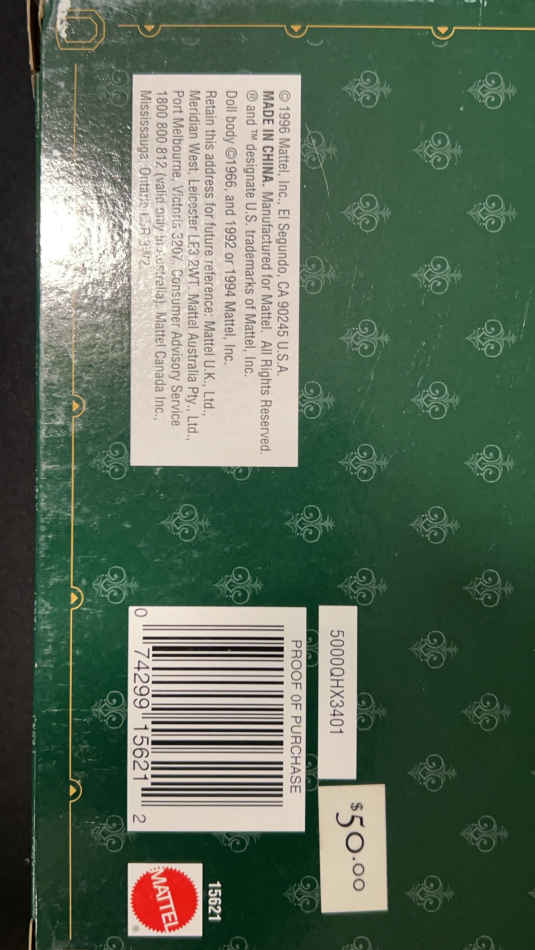 © 1996 Mattel, Inc., El Segundo, CA 90245 U.S.A.
MADE IN CHINA. Manufactured for Mattel. All Rights Reserved.
® and ™ designate U.S. trademarks of Mattel, Inc.
Doll body ©1966, and 1992 or 1994 Mattel, Inc.
Retain this address for future reference: Mattel U.K., Ltd.,
Meridian West, Leicester LE3 2WT. Mattel Australia Pty., Ltd.,
Port Melbourne, Victoria 3207. Consumer Advisory Service
1800 800 812 (valid only in Australia). Mattel Canada Inc.,
Mississauga, Ontario
5000QHX3401
PROOF OF PURCHASE
0 74299 15621 2
$50.00
15621
MATTEL
®